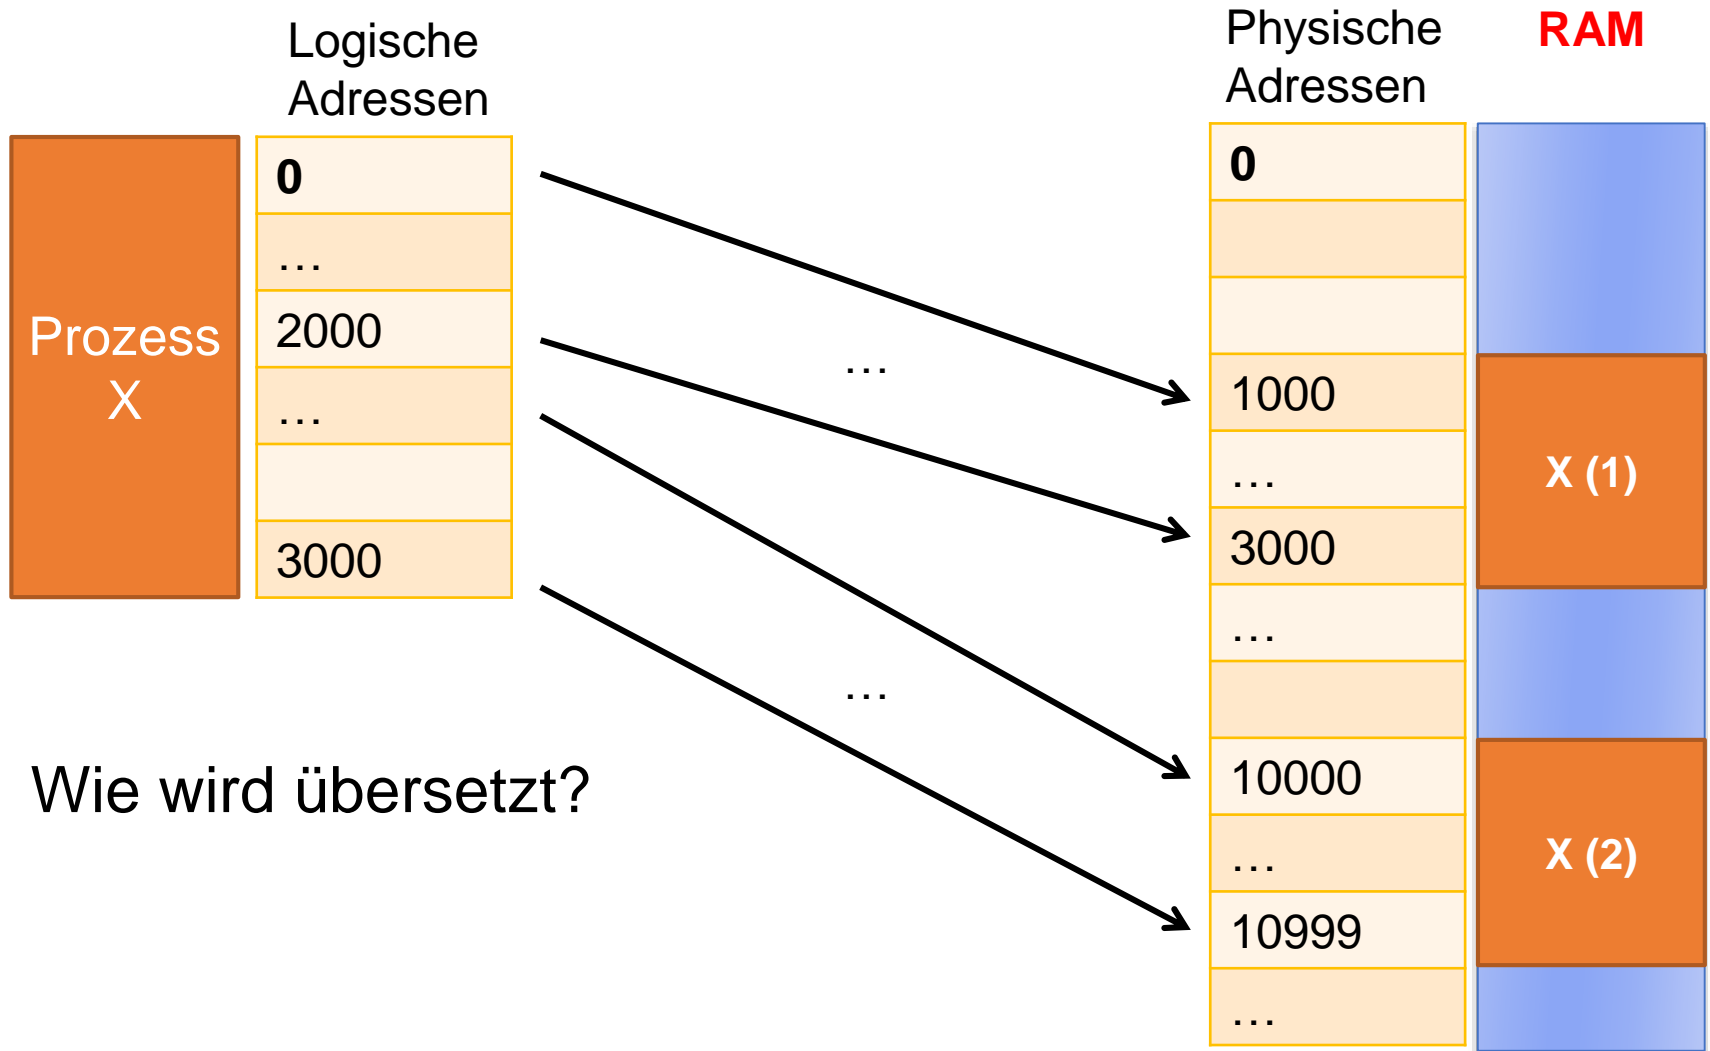 Logische
Adressen
Physische
Adressen
RAM
Prozess
X
0
…
2000
…
3000
…
…
0
1000
…
3000
…
10000
…
10999
…
X (1)
X (2)
Wie wird übersetzt?